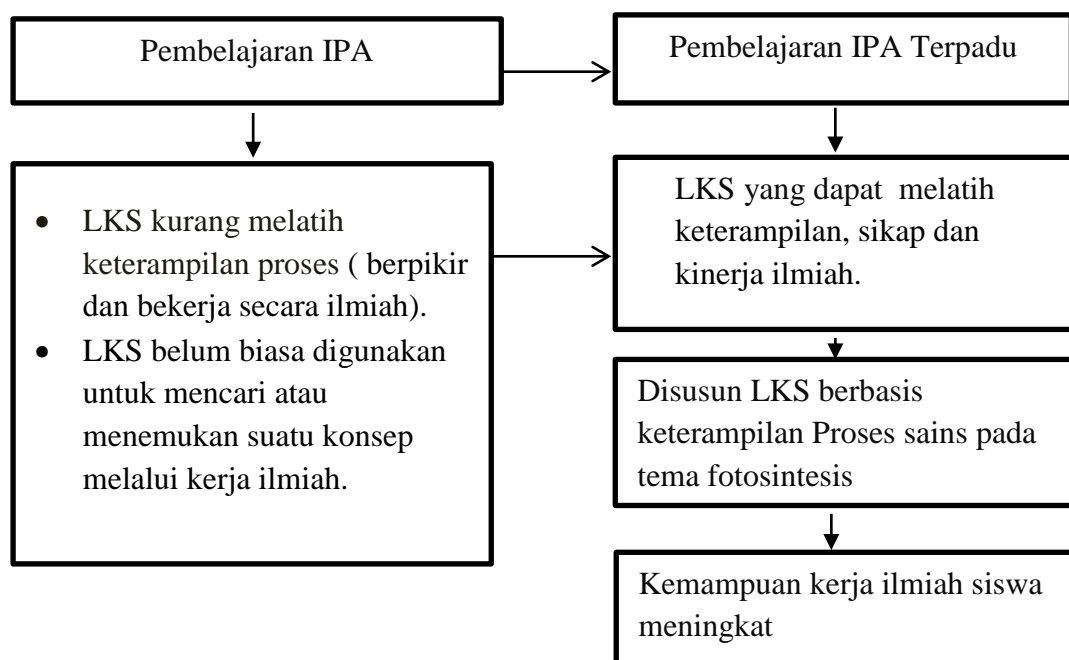 Pembelajaran IPA
Pembelajaran IPA Terpadu
• LKS kurang melatih
keterampilan proses ( berpikir
dan bekerja secara ilmiah).
• LKS belum biasa digunakan
untuk mencari atau
menemukan suatu konsep
melalui kerja ilmiah.
LKS yang dapat melatih
keterampilan, sikap dan
kinerja ilmiah.
Disusun LKS berbasis
keterampilan Proses sains pada
tema fotosintesis
Kemampuan kerja ilmiah siswa
meningkat